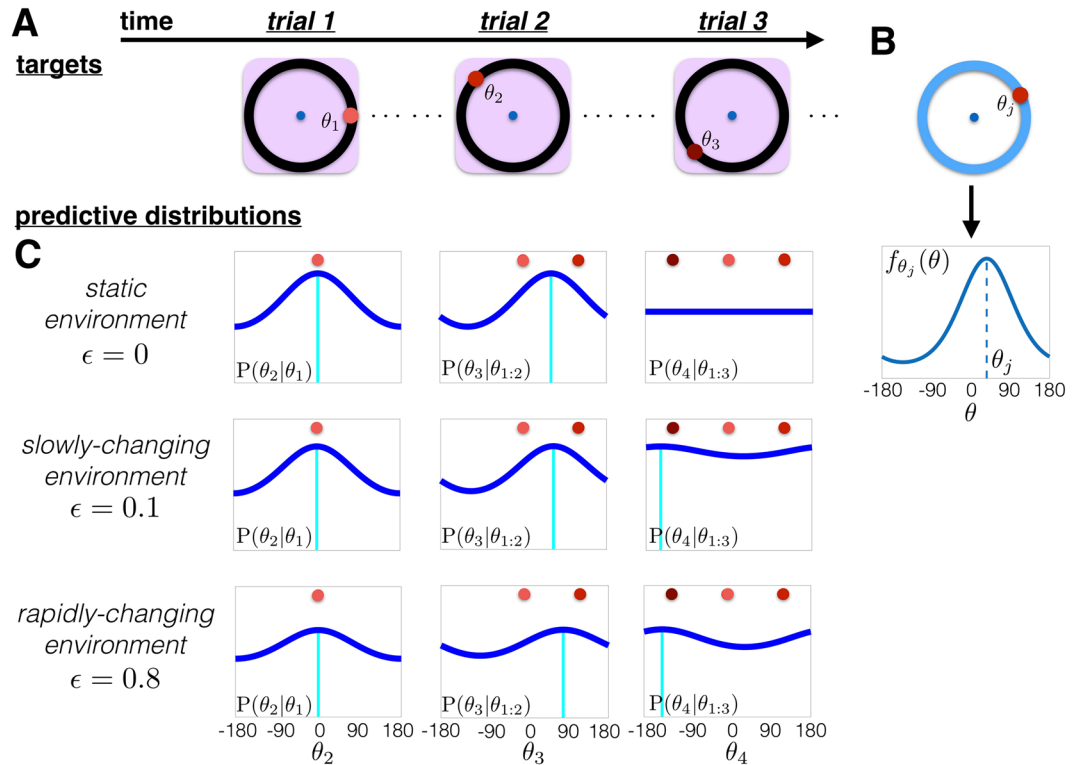 A
time
trial 1
trial 2
trial 3
B
targets
θ₁
θ₂
θ₃
θⱼ
predictive distributions
C
static
environment
ϵ = 0
P(θ₂|θ₁)
P(θ₃|θ₁:₂)
P(θ₄|θ₁:₃)
f_θⱼ(θ)
θⱼ
-180 -90 0 90 180
θ
slowly-changing
environment
ϵ = 0.1
P(θ₂|θ₁)
P(θ₃|θ₁:₂)
P(θ₄|θ₁:₃)
rapidly-changing
environment
ϵ = 0.8
P(θ₂|θ₁)
P(θ₃|θ₁:₂)
P(θ₄|θ₁:₃)
-180 -90 0 90 180
-90 0 90 180
-180 -90 0 90 180
θ₂
θ₃
θ₄